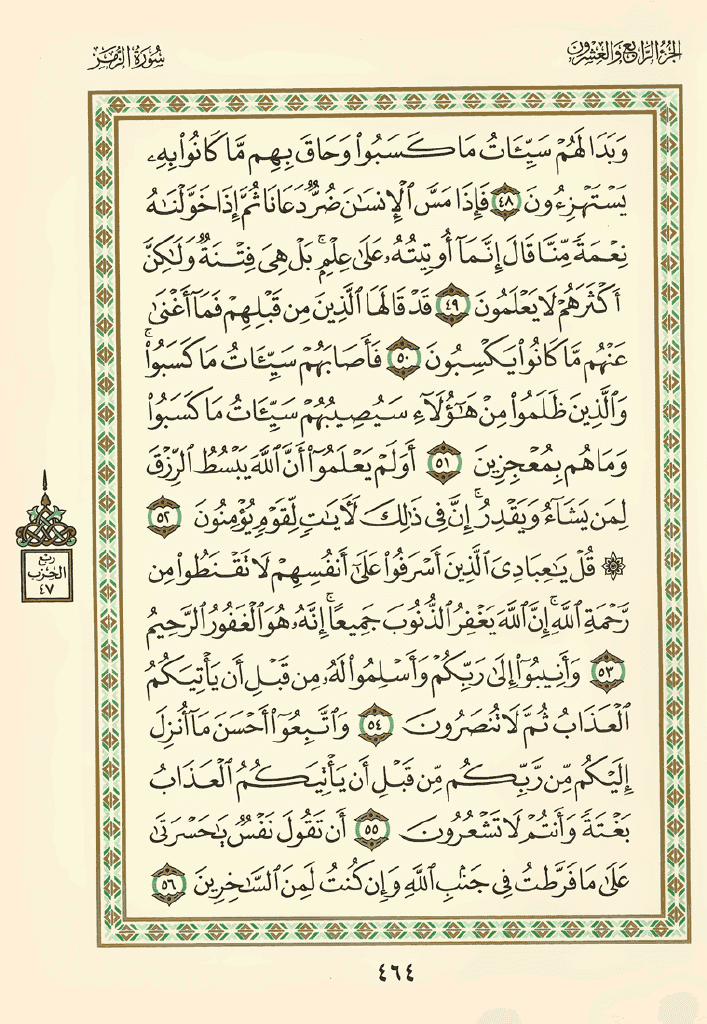 الجزء الرابع والعشرون
سورة الزمر
وَبَدَا لَهُمْ سَيِّـَٔاتُ مَا كَسَبُوا۟ وَحَاقَ بِهِم مَّا كَانُوا۟ بِهِۦ
يَسْتَهْزِءُونَ ٤٨ فَإِذَا مَسَّ ٱلْإِنسَٰنَ ضُرٌّ دَعَانَا ثُمَّ إِذَا خَوَّلْنَٰهُ
نِعْمَةً مِّنَّا قَالَ إِنَّمَآ أُوتِيتُهُۥ عَلَىٰ عِلْمٍۭ ۚ بَلْ هِىَ فِتْنَةٌ وَلَٰكِنَّ
أَكْثَرَهُمْ لَا يَعْلَمُونَ ٤٩ قَدْ قَالَهَا ٱلَّذِينَ مِن قَبْلِهِمْ فَمَآ أَغْنَىٰ
عَنْهُم مَّا كَانُوا۟ يَكْسِبُونَ ٥٠ فَأَصَابَهُمْ سَيِّـَٔاتُ مَا كَسَبُوا۟ ۚ
وَٱلَّذِينَ ظَلَمُوا۟ مِنْ هَٰٓؤُلَآءِ سَيُصِيبُهُمْ سَيِّـَٔاتُ مَا كَسَبُوا۟
وَمَا هُم بِمُعْجِزِينَ ٥١ أَوَلَمْ يَعْلَمُوٓا۟ أَنَّ ٱللَّهَ يَبْسُطُ ٱلرِّزْقَ
لِمَن يَشَآءُ وَيَقْدِرُ ۚ إِنَّ فِى ذَٰلِكَ لَءَايَٰتٍ لِّقَوْمٍ يُؤْمِنُونَ ٥٢
۞ قُلْ يَٰعِبَادِىَ ٱلَّذِينَ أَسْرَفُوا۟ عَلَىٰٓ أَنفُسِهِمْ لَا تَقْنَطُوا۟ مِن
رَّحْمَةِ ٱللَّهِ ۚ إِنَّ ٱللَّهَ يَغْفِرُ ٱلذُّنُوبَ جَمِيعًا ۚ إِنَّهُۥ هُوَ ٱلْغَفُورُ ٱلرَّحِيمُ
٥٣ وَأَنِيبُوٓا۟ إِلَىٰ رَبِّكُمْ وَأَسْلِمُوا۟ لَهُۥ مِن قَبْلِ أَن يَأْتِيَكُمُ
ٱلْعَذَابُ ثُمَّ لَا تُنصَرُونَ ٥٤ وَٱتَّبِعُوٓا۟ أَحْسَنَ مَآ أُنزِلَ
إِلَيْكُم مِّن رَّبِّكُم مِّن قَبْلِ أَن يَأْتِيَكُمُ ٱلْعَذَابُ
بَغْتَةً وَأَنتُمْ لَا تَشْعُرُونَ ٥٥ أَن تَقُولَ نَفْسٌ يَٰحَسْرَتَىٰ
عَلَىٰ مَا فَرَّطتُ فِى جَنۢبِ ٱللَّهِ وَإِن كُنتُ لَمِنَ ٱلسَّٰخِرِينَ ٥٦
ربع
الحزب
٤٧
٤٦٤